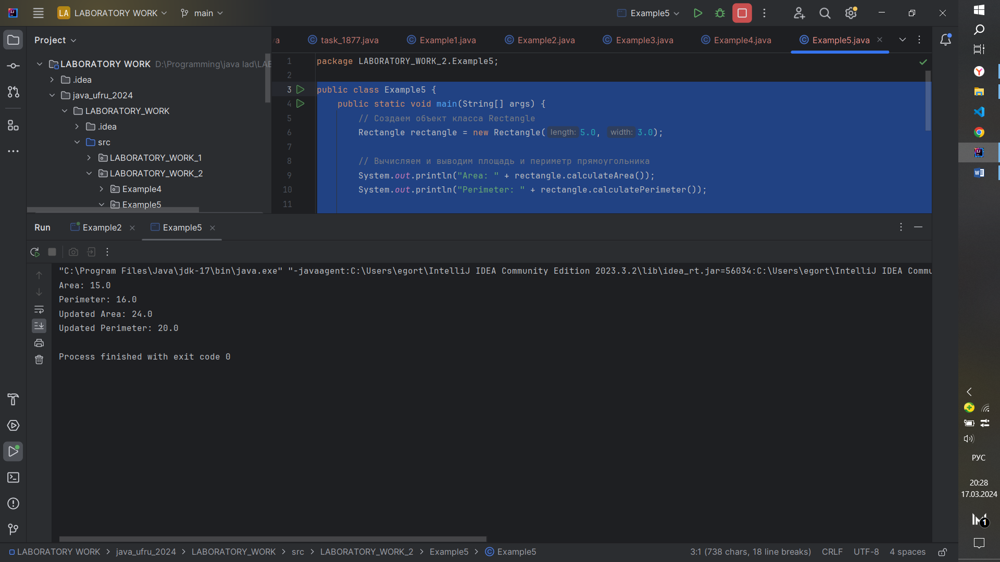 LA LABORATORY WORK main Example5
Project
task_1877.java Example1.java Example2.java Example3.java Example4.java Example5.java
LABORATORY WORK D:\Programming\java lad\LAB
.idea
java_ufru_2024
LABORATORY_WORK
.idea
src
LABORATORY_WORK_1
LABORATORY_WORK_2
Example4
Example5
1 package LABORATORY_WORK_2.Example5;
2
3 public class Example5 {
4 public static void main(String[] args) {
5 // Создаем объект класса Rectangle
6 Rectangle rectangle = new Rectangle( length: 5.0, width: 3.0);
7
8 // Вычисляем и выводим площадь и периметр прямоугольника
9 System.out.println("Area: " + rectangle.calculateArea());
10 System.out.println("Perimeter: " + rectangle.calculatePerimeter());
11
Run Example2 Example5
"C:\Program Files\Java\jdk-17\bin\java.exe" "-javaagent:C:\Users\egort\IntelliJ IDEA Community Edition 2023.3.2\lib\idea_rt.jar=56034:C:\Users\egort\IntelliJ IDEA Commu
Area: 15.0
Perimeter: 16.0
Updated Area: 24.0
Updated Perimeter: 20.0
Process finished with exit code 0
LABORATORY WORK > java_ufru_2024 > LABORATORY_WORK > src > LABORATORY_WORK_2 > Example5 > Example5
3:1 (738 chars, 18 line breaks) CRLF UTF-8 4 spaces
РУС
20:28
17.03.2024
1